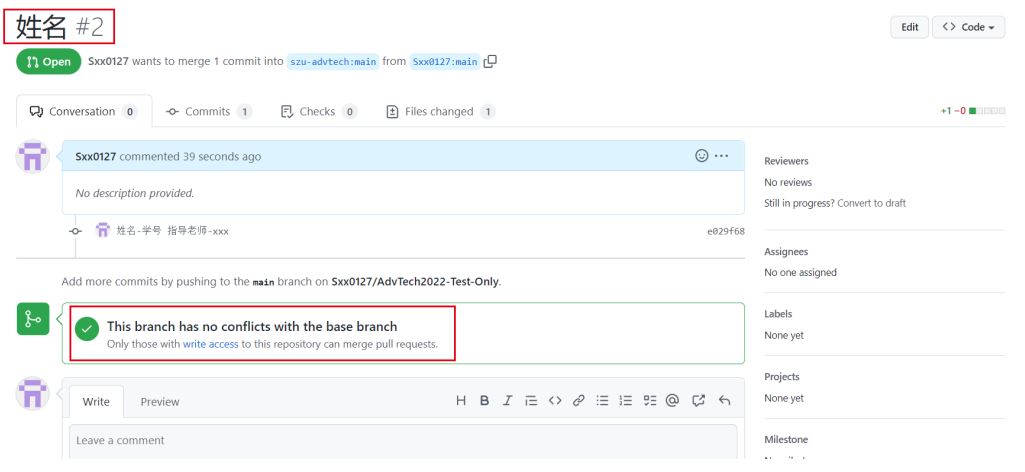 姓名 #2
Edit
Code
Open
Sxx0127 wants to merge 1 commit into szu-advtech:main from Sxx0127:main
Conversation 0
Commits 1
Checks 0
Files changed 1
+1 −0
Sxx0127 commented 39 seconds ago
No description provided.
姓名-学号 指导老师-xxx
e029f68
Add more commits by pushing to the main branch on Sxx0127/AdvTech2022-Test-Only.
This branch has no conflicts with the base branch
Only those with write access to this repository can merge pull requests.
Write
Preview
Leave a comment
Reviewers
No reviews
Still in progress? Convert to draft
Assignees
No one assigned
Labels
None yet
Projects
None yet
Milestone